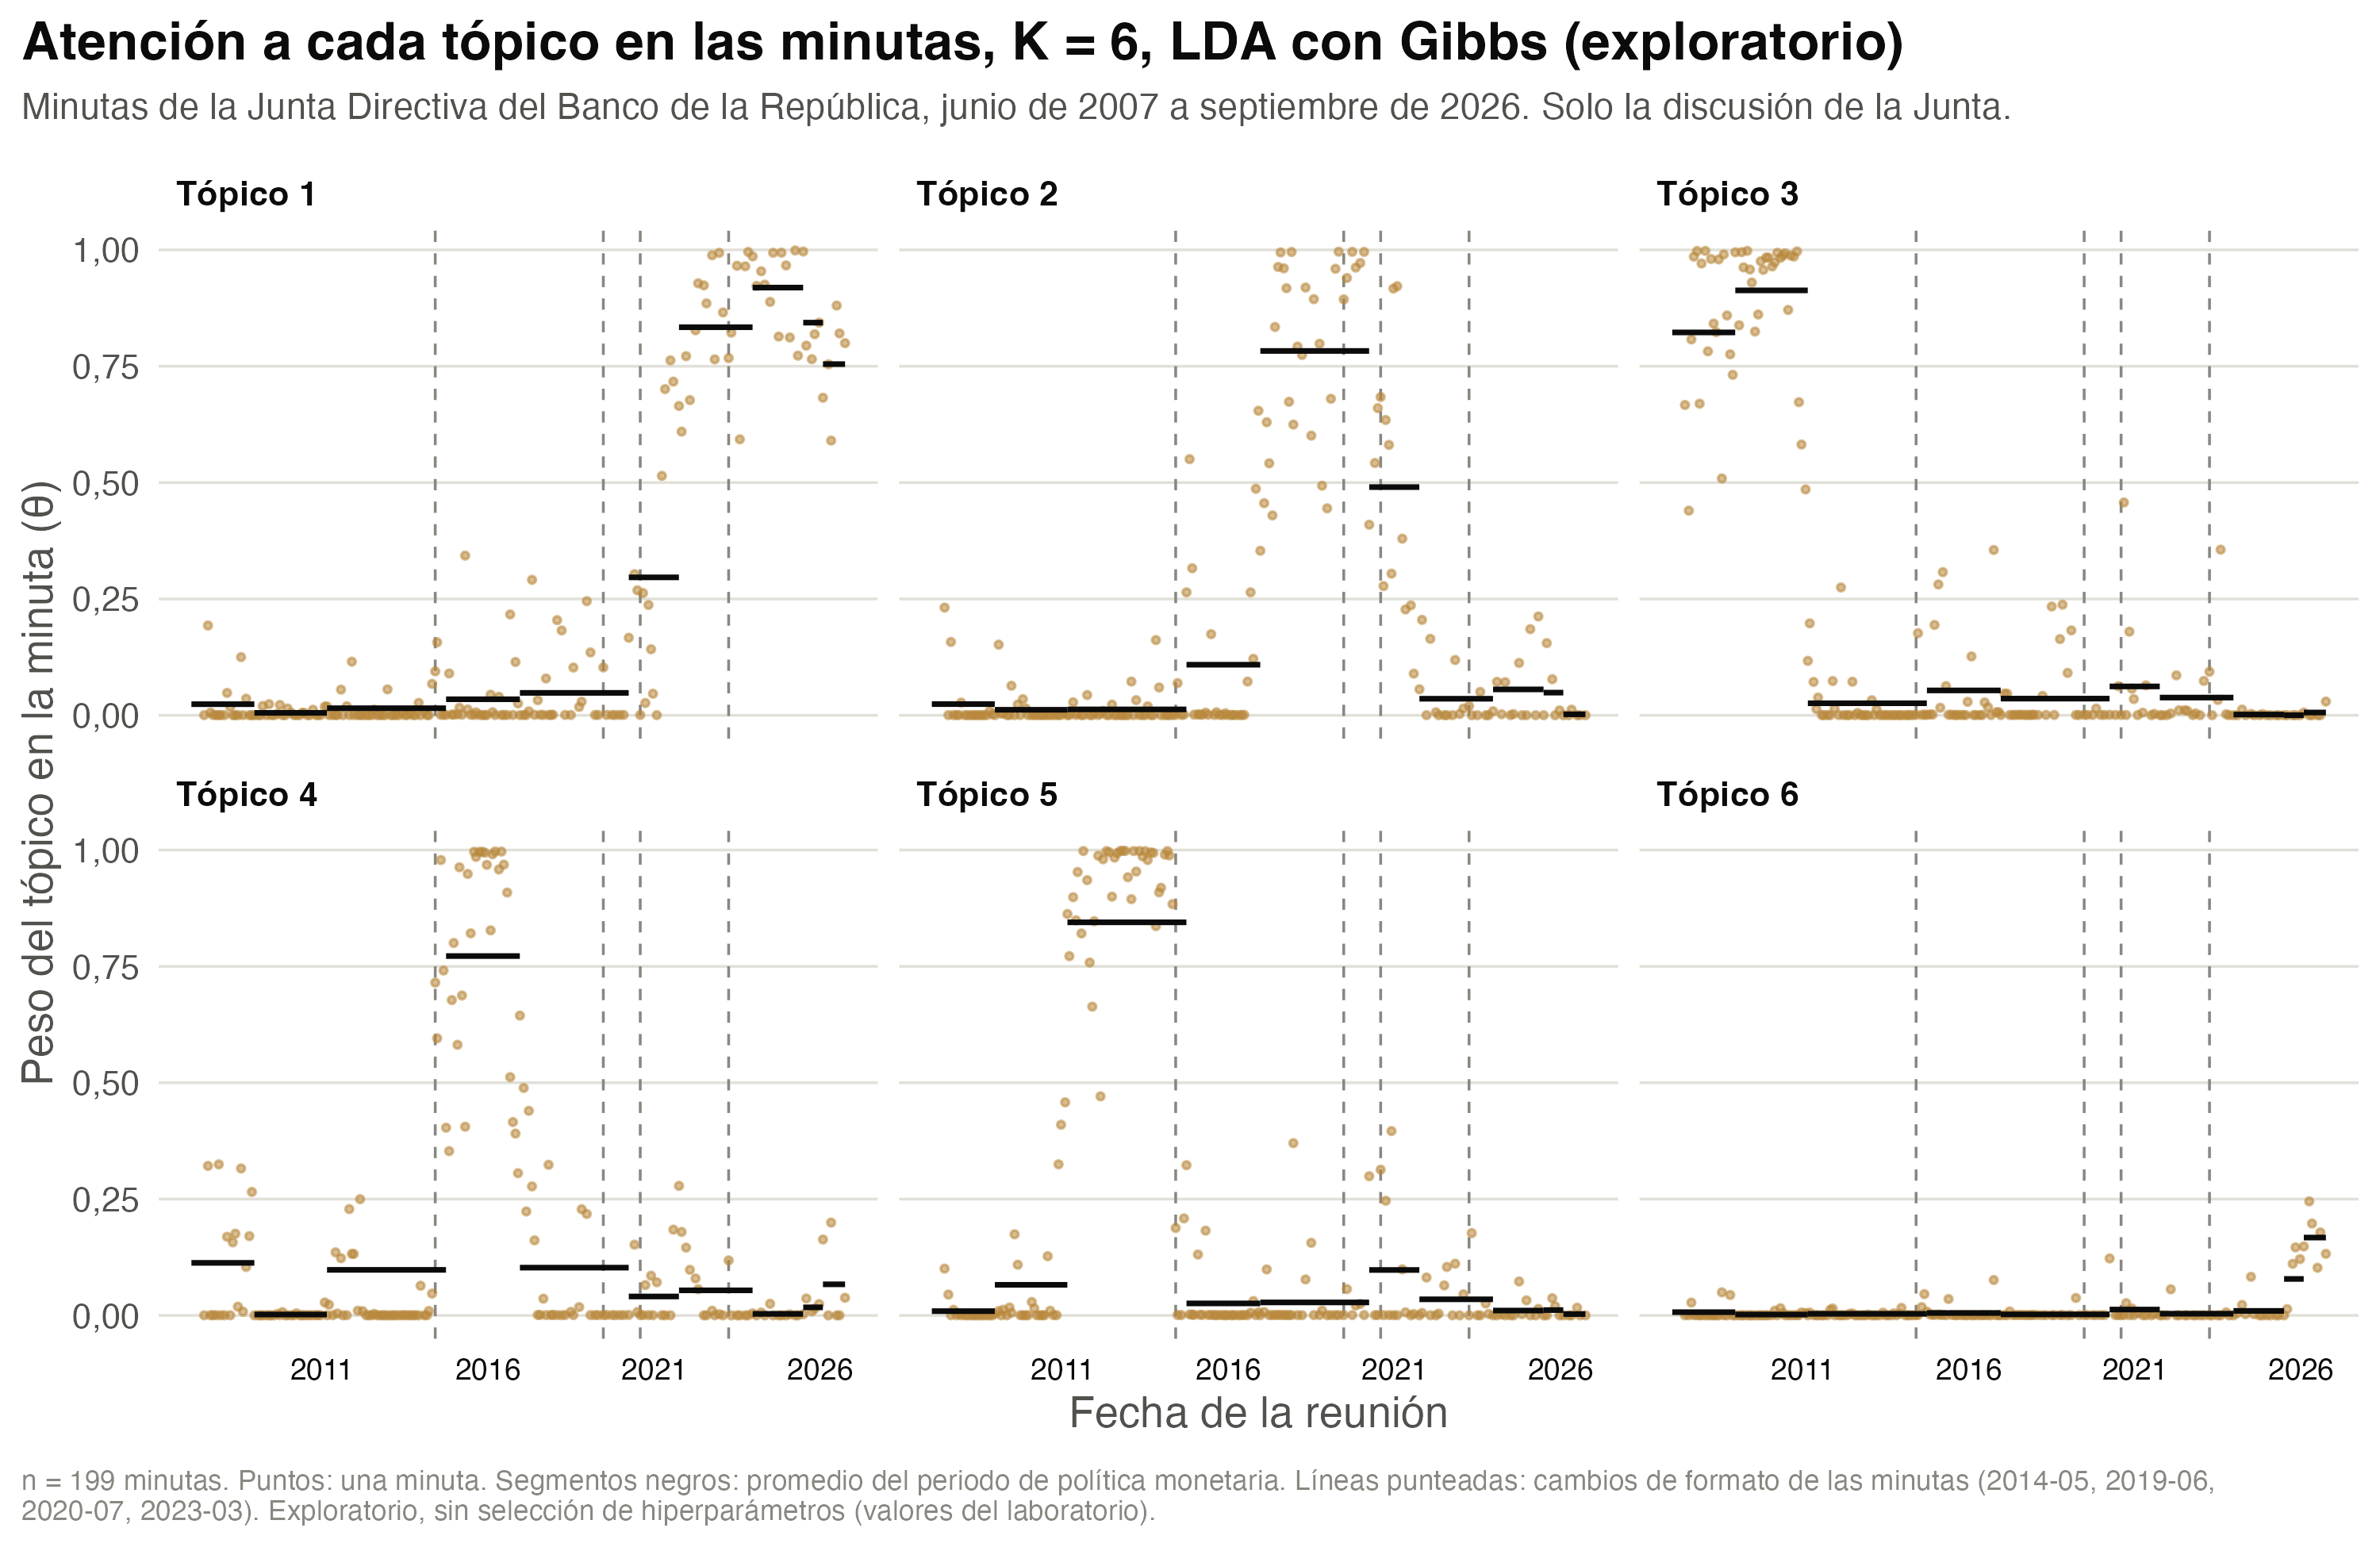 Atención a cada tópico en las minutas, K = 6, LDA con Gibbs (exploratorio)
Minutas de la Junta Directiva del Banco de la República, junio de 2007 a septiembre de 2026. Solo la discusión de la Junta.
Tópico 1
Tópico 2
Tópico 3
1,00
0,75
0,50
0,25
0,00
Peso del tópico en la minuta (θ)
Tópico 4
Tópico 5
Tópico 6
1,00
0,75
0,50
0,25
0,00
2011 2016 2021 2026
2011 2016 2021 2026
2011 2016 2021 2026
Fecha de la reunión
n = 199 minutas. Puntos: una minuta. Segmentos negros: promedio del periodo de política monetaria. Líneas punteadas: cambios de formato de las minutas (2014-05, 2019-06,
2020-07, 2023-03). Exploratorio, sin selección de hiperparámetros (valores del laboratorio).